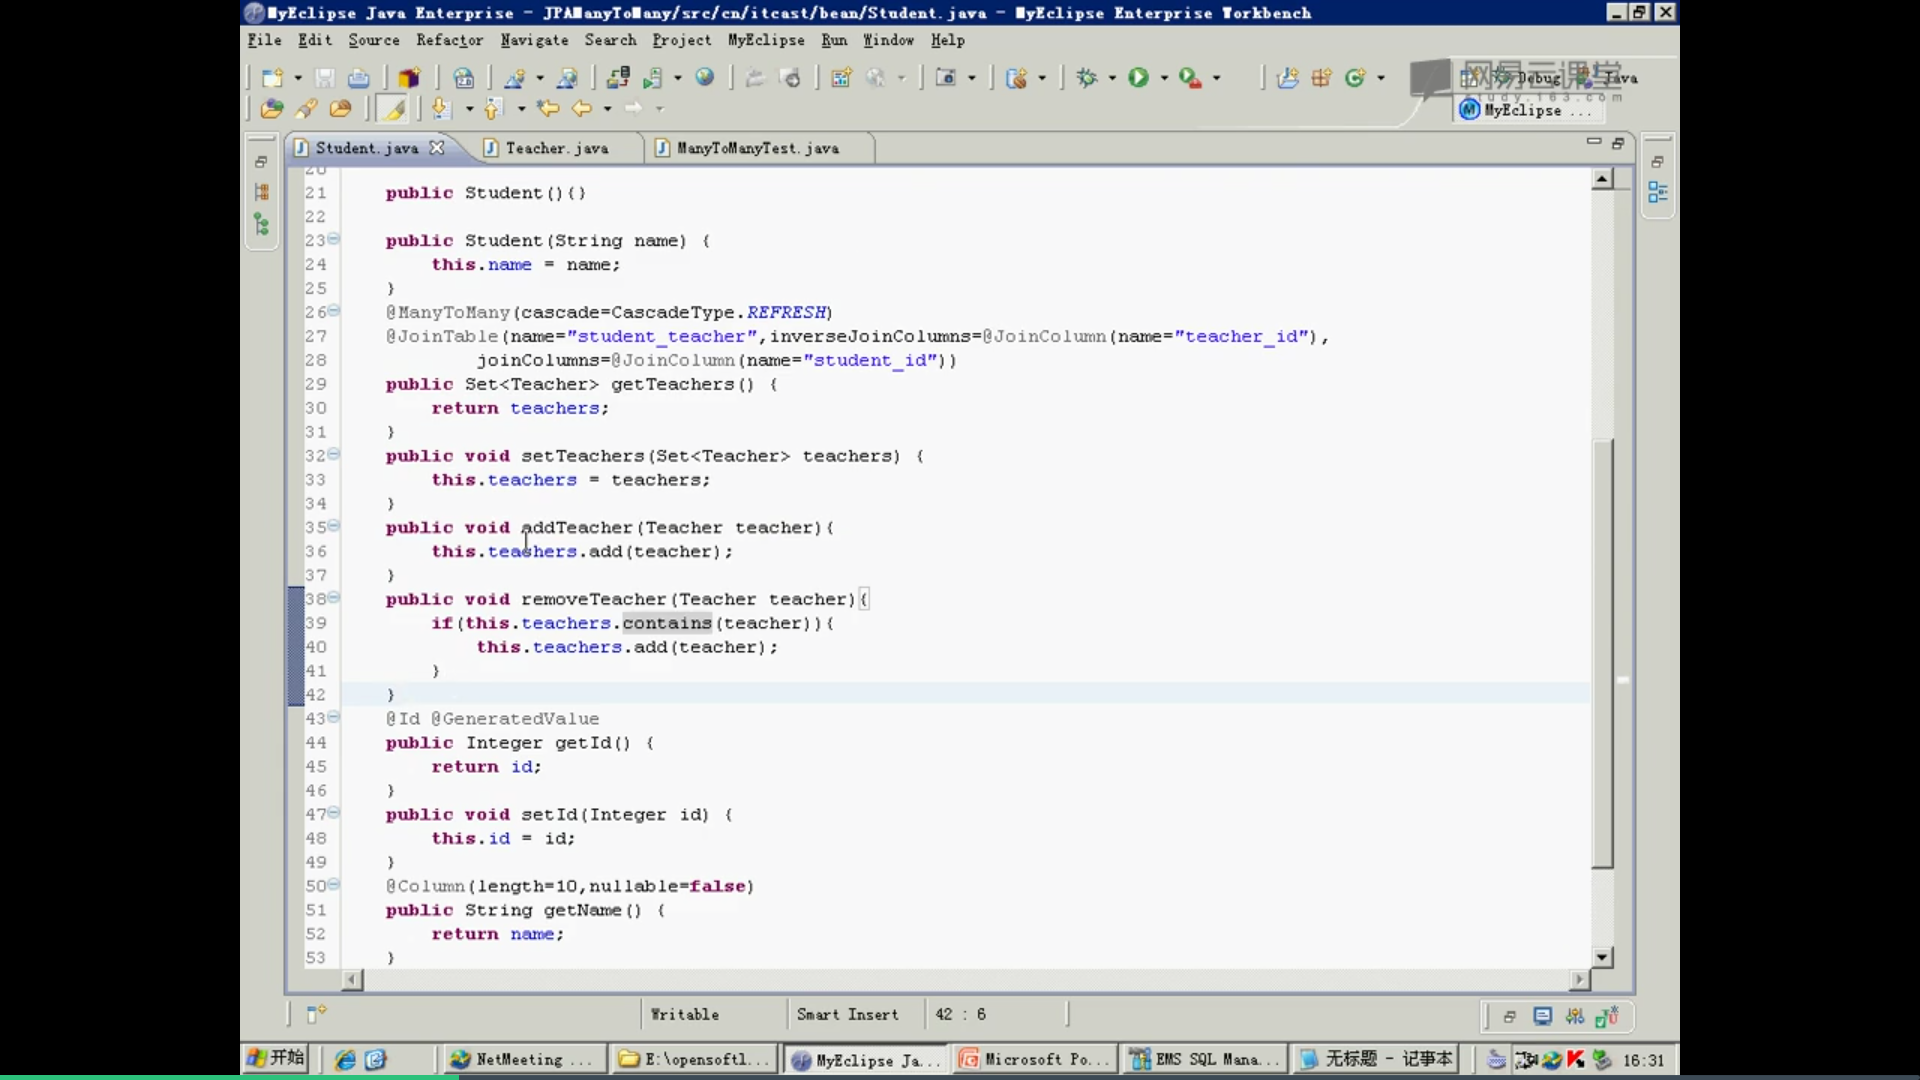 MyEclipse Java Enterprise - JPAManyToMany/src/cn/itcast/bean/Student.java - MyEclipse Enterprise Workbench
File Edit Source Refactor Navigate Search Project MyEclipse Run Window Help
网易云课堂
Debug
Java
study.163.com
MyEclipse ...
Student.java
Teacher.java
ManyToManyTest.java
20
21 public Student(){}
22
23 public Student(String name) {
24 this.name = name;
25 }
26 @ManyToMany(cascade=CascadeType.REFRESH)
27 @JoinTable(name="student_teacher",inverseJoinColumns=@JoinColumn(name="teacher_id"),
28 joinColumns=@JoinColumn(name="student_id"))
29 public Set<Teacher> getTeachers() {
30 return teachers;
31 }
32 public void setTeachers(Set<Teacher> teachers) {
33 this.teachers = teachers;
34 }
35 public void addTeacher(Teacher teacher){
36 this.teachers.add(teacher);
37 }
38 public void removeTeacher(Teacher teacher){
39 if(this.teachers.contains(teacher)){
40 this.teachers.add(teacher);
41 }
42 }
43 @Id @GeneratedValue
44 public Integer getId() {
45 return id;
46 }
47 public void setId(Integer id) {
48 this.id = id;
49 }
50 @Column(length=10,nullable=false)
51 public String getName() {
52 return name;
53 }
Writable
Smart Insert
42 : 6
开始
NetMeeting ...
E:\opensoftl...
MyEclipse Ja...
Microsoft Po...
EMS SQL Mana...
无标题 - 记事本
16:31